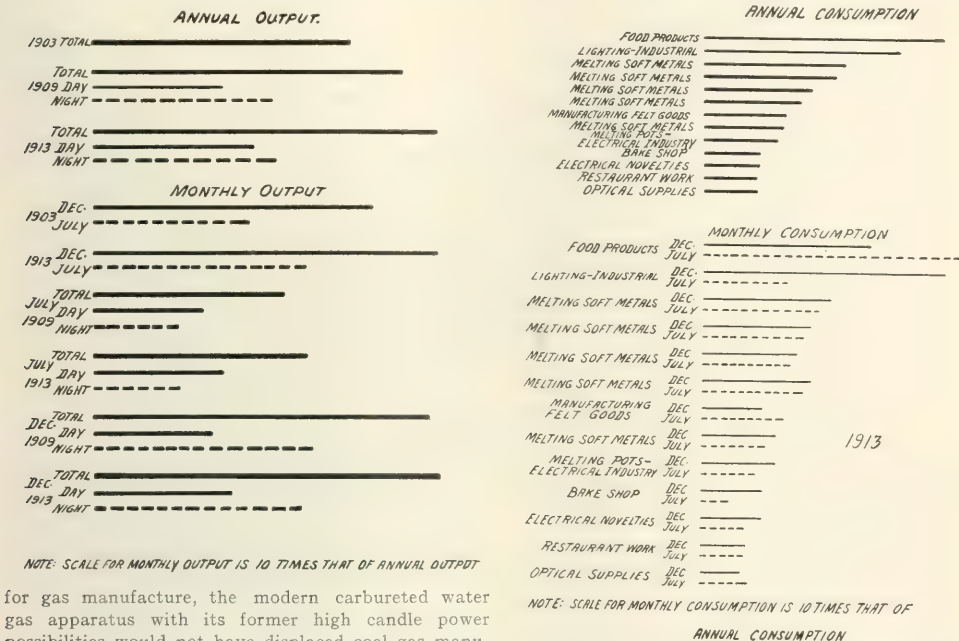 ANNUAL OUTPUT.
1903 TOTAL
TOTAL
1909 DAY
NIGHT
TOTAL
1913 DAY
NIGHT
MONTHLY OUTPUT
1903 DEC.
JULY
1913 DEC.
JULY
TOTAL
JULY 1909 DAY
NIGHT
TOTAL
JULY 1913 DAY
NIGHT
TOTAL
DEC. 1909 DAY
NIGHT
TOTAL
DEC. 1913 DAY
NIGHT
NOTE: SCALE FOR MONTHLY OUTPUT IS 10 TIMES THAT OF ANNUAL OUTPUT
for gas manufacture, the modern carbureted water
gas apparatus with its former high candle power
possibilities would not have displaced coal gas manu-
ANNUAL CONSUMPTION
FOOD PRODUCTS
LIGHTING-INDUSTRIAL
MELTING SOFT METALS
MELTING SOFT METALS
MELTING SOFT METALS
MELTING SOFT METALS
MANUFACTURING FELT GOODS
MELTING SOFT METALS
MELTING POTS-
ELECTRICAL INDUSTRY
BAKE SHOP
ELECTRICAL NOVELTIES
RESTAURANT WORK
OPTICAL SUPPLIES
MONTHLY CONSUMPTION
FOOD PRODUCTS DEC.
JULY
LIGHTING-INDUSTRIAL DEC.
JULY
MELTING SOFT METALS DEC.
JULY
MELTING SOFT METALS DEC
JULY
MELTING SOFT METALS DEC
JULY
MELTING SOFT METALS DEC
JULY
MANUFACTURING
FELT GOODS DEC
JULY
MELTING SOFT METALS DEC
JULY
1913
MELTING POTS- DEC.
ELECTRICAL INDUSTRY JULY
BAKE SHOP DEC
JULY
ELECTRICAL NOVELTIES DEC
JULY
RESTAURANT WORK DEC
JULY
OPTICAL SUPPLIES DEC
JULY
NOTE: SCALE FOR MONTHLY CONSUMPTION IS 10 TIMES THAT OF
ANNUAL CONSUMPTION